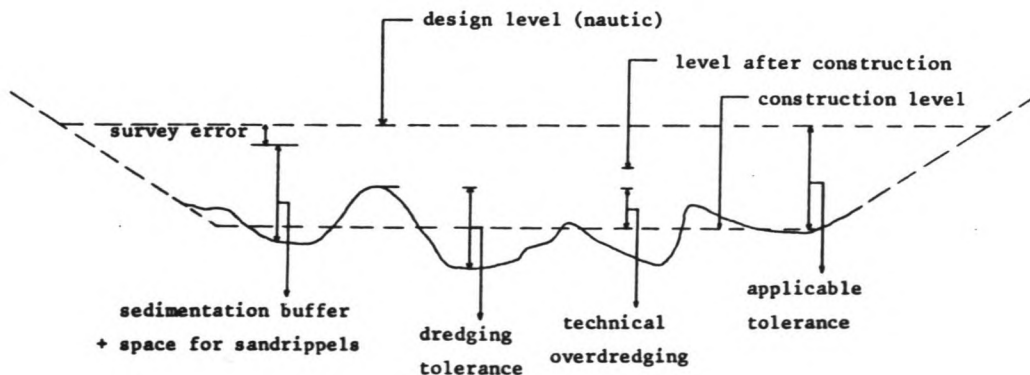 design level (nautic)
level after construction
construction level
survey error
sedimentation buffer
+ space for sandrippels
dredging
tolerance
technical
overdredging
applicable
tolerance